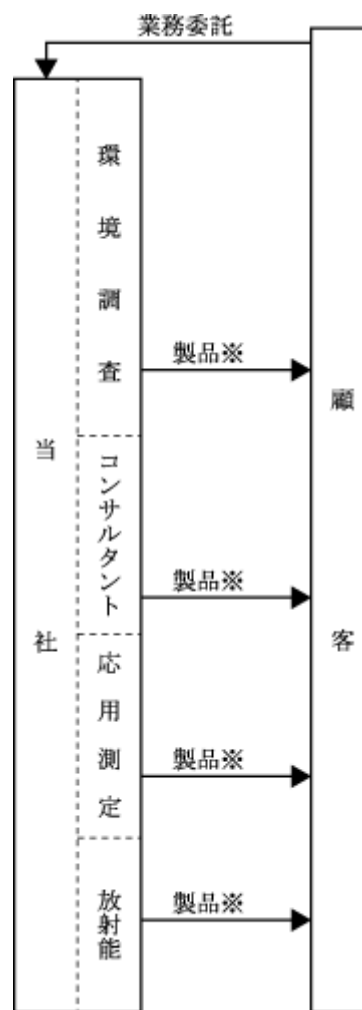 業務委託
当社
環境調査
製品※
コンサルタント
製品※
応用測定
製品※
放射能
製品※
顧客